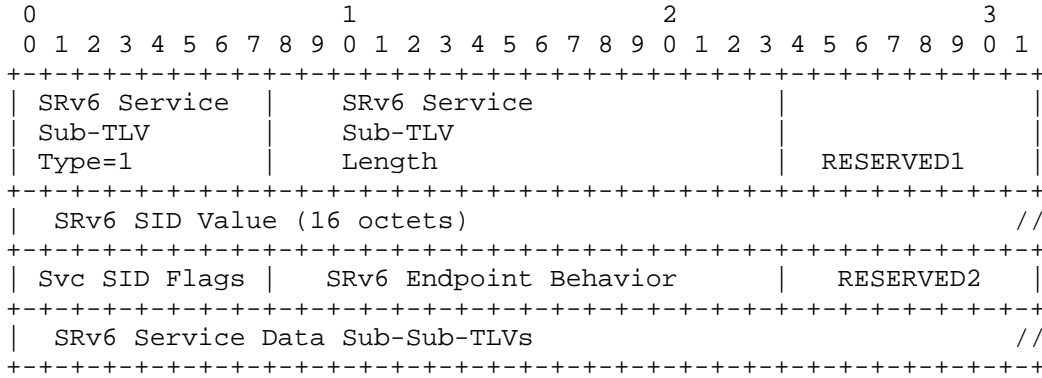 0                   1                   2                   3
 0 1 2 3 4 5 6 7 8 9 0 1 2 3 4 5 6 7 8 9 0 1 2 3 4 5 6 7 8 9 0 1
+-+-+-+-+-+-+-+-+-+-+-+-+-+-+-+-+-+-+-+-+-+-+-+-+-+-+-+-+-+-+-+-+
| SRv6 Service  |    SRv6 Service               |               |
| Sub-TLV       |    Sub-TLV                    |               |
| Type=1        |    Length                     |  RESERVED1    |
+-+-+-+-+-+-+-+-+-+-+-+-+-+-+-+-+-+-+-+-+-+-+-+-+-+-+-+-+-+-+-+-+
|  SRv6 SID Value (16 octets)                                  //
+-+-+-+-+-+-+-+-+-+-+-+-+-+-+-+-+-+-+-+-+-+-+-+-+-+-+-+-+-+-+-+-+
| Svc SID Flags |   SRv6 Endpoint Behavior      |   RESERVED2   |
+-+-+-+-+-+-+-+-+-+-+-+-+-+-+-+-+-+-+-+-+-+-+-+-+-+-+-+-+-+-+-+-+
|  SRv6 Service Data Sub-Sub-TLVs                              //
+-+-+-+-+-+-+-+-+-+-+-+-+-+-+-+-+-+-+-+-+-+-+-+-+-+-+-+-+-+-+-+-+